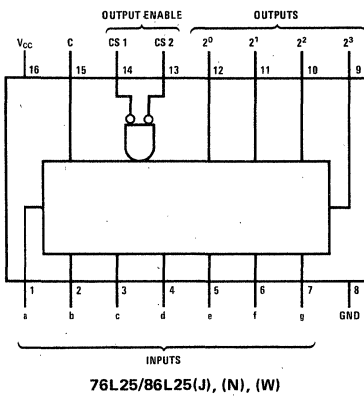 OUTPUT ENABLE OUTPUTS
VCC C CS 1 CS 2 2⁰ 2¹ 2² 2³
16 15 14 13 12 11 10 9
1 2 3 4 5 6 7 8
a b c d e f g GND
INPUTS
76L25/86L25(J), (N), (W)